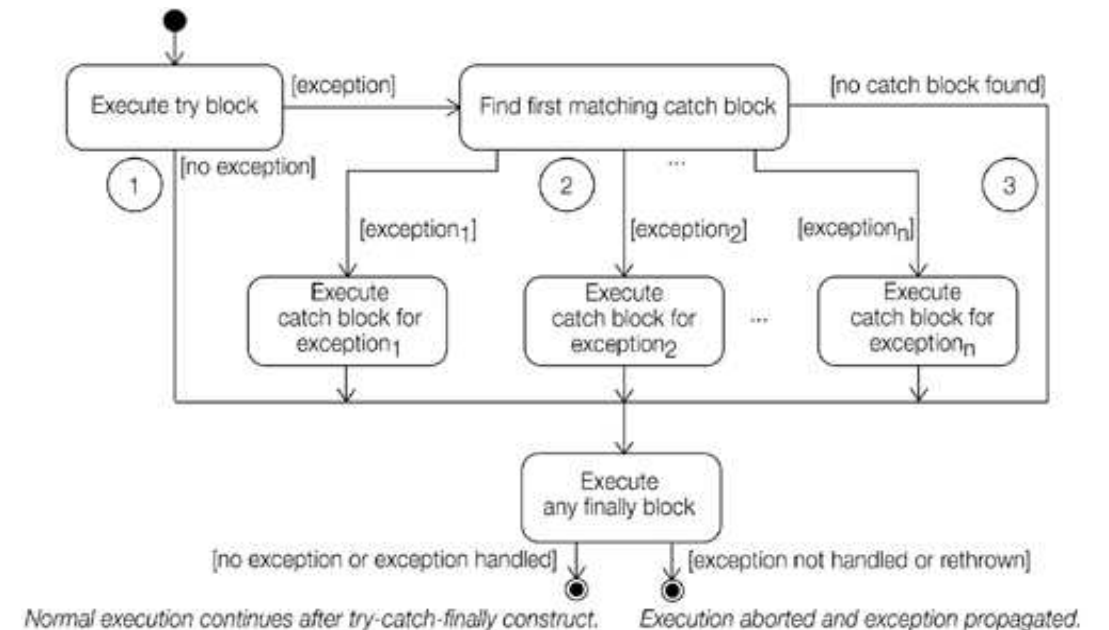 [exception]
[no catch block found]
Execute try block
Find first matching catch block
[no exception]
...
1
2
3
[exception1]
[exception2]
[exceptionn]
Execute
catch block for
exception1
Execute
catch block for
exception2
...
Execute
catch block for
exceptionn
Execute
any finally block
[no exception or exception handled]
[exception not handled or rethrown]
Normal execution continues after try-catch-finally construct.
Execution aborted and exception propagated.